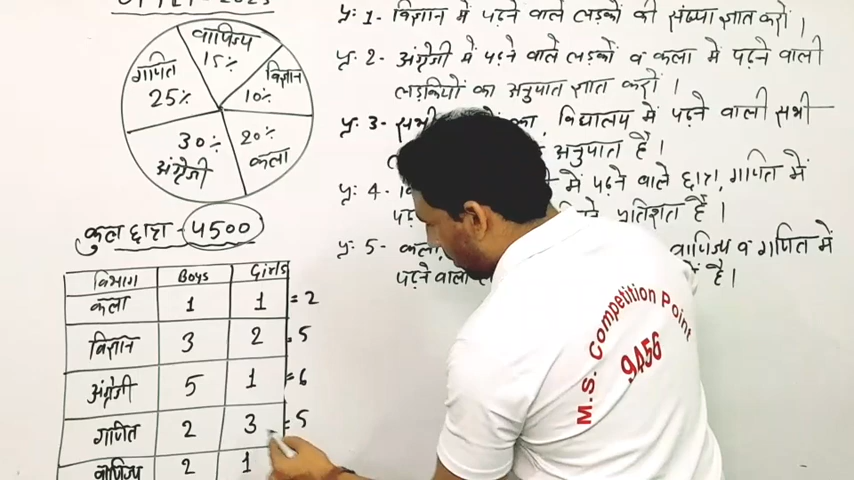 वाणिज्य
15%
गणित
25%
विज्ञान
10%
30%
अंग्रेजी
20%
कला
कुल छात्र - 4500
विभाग Boys Girls
कला 1 1 = 2
विज्ञान 3 2 = 5
अंग्रेजी 5 1 = 6
गणित 2 3 = 5
वाणिज्य 2 1
प्र. 1 - विज्ञान में पढ़ने वाले लड़कों की संख्या ज्ञात करो।
प्र. 2 - अंग्रेजी में पढ़ने वाले लड़कों व कला में पढ़ने वाली
लड़कियों का अनुपात ज्ञात करो।
प्र. 3 - विद्यालय में पढ़ने वाली सभी
अनुपात है।
प्र. 4 - में पढ़ने वाले छात्र, गणित में
प्रतिशत है।
प्र. 5 - कला, वाणिज्य व गणित में
पढ़ने वाली है।
M.S. Competition Point
9456